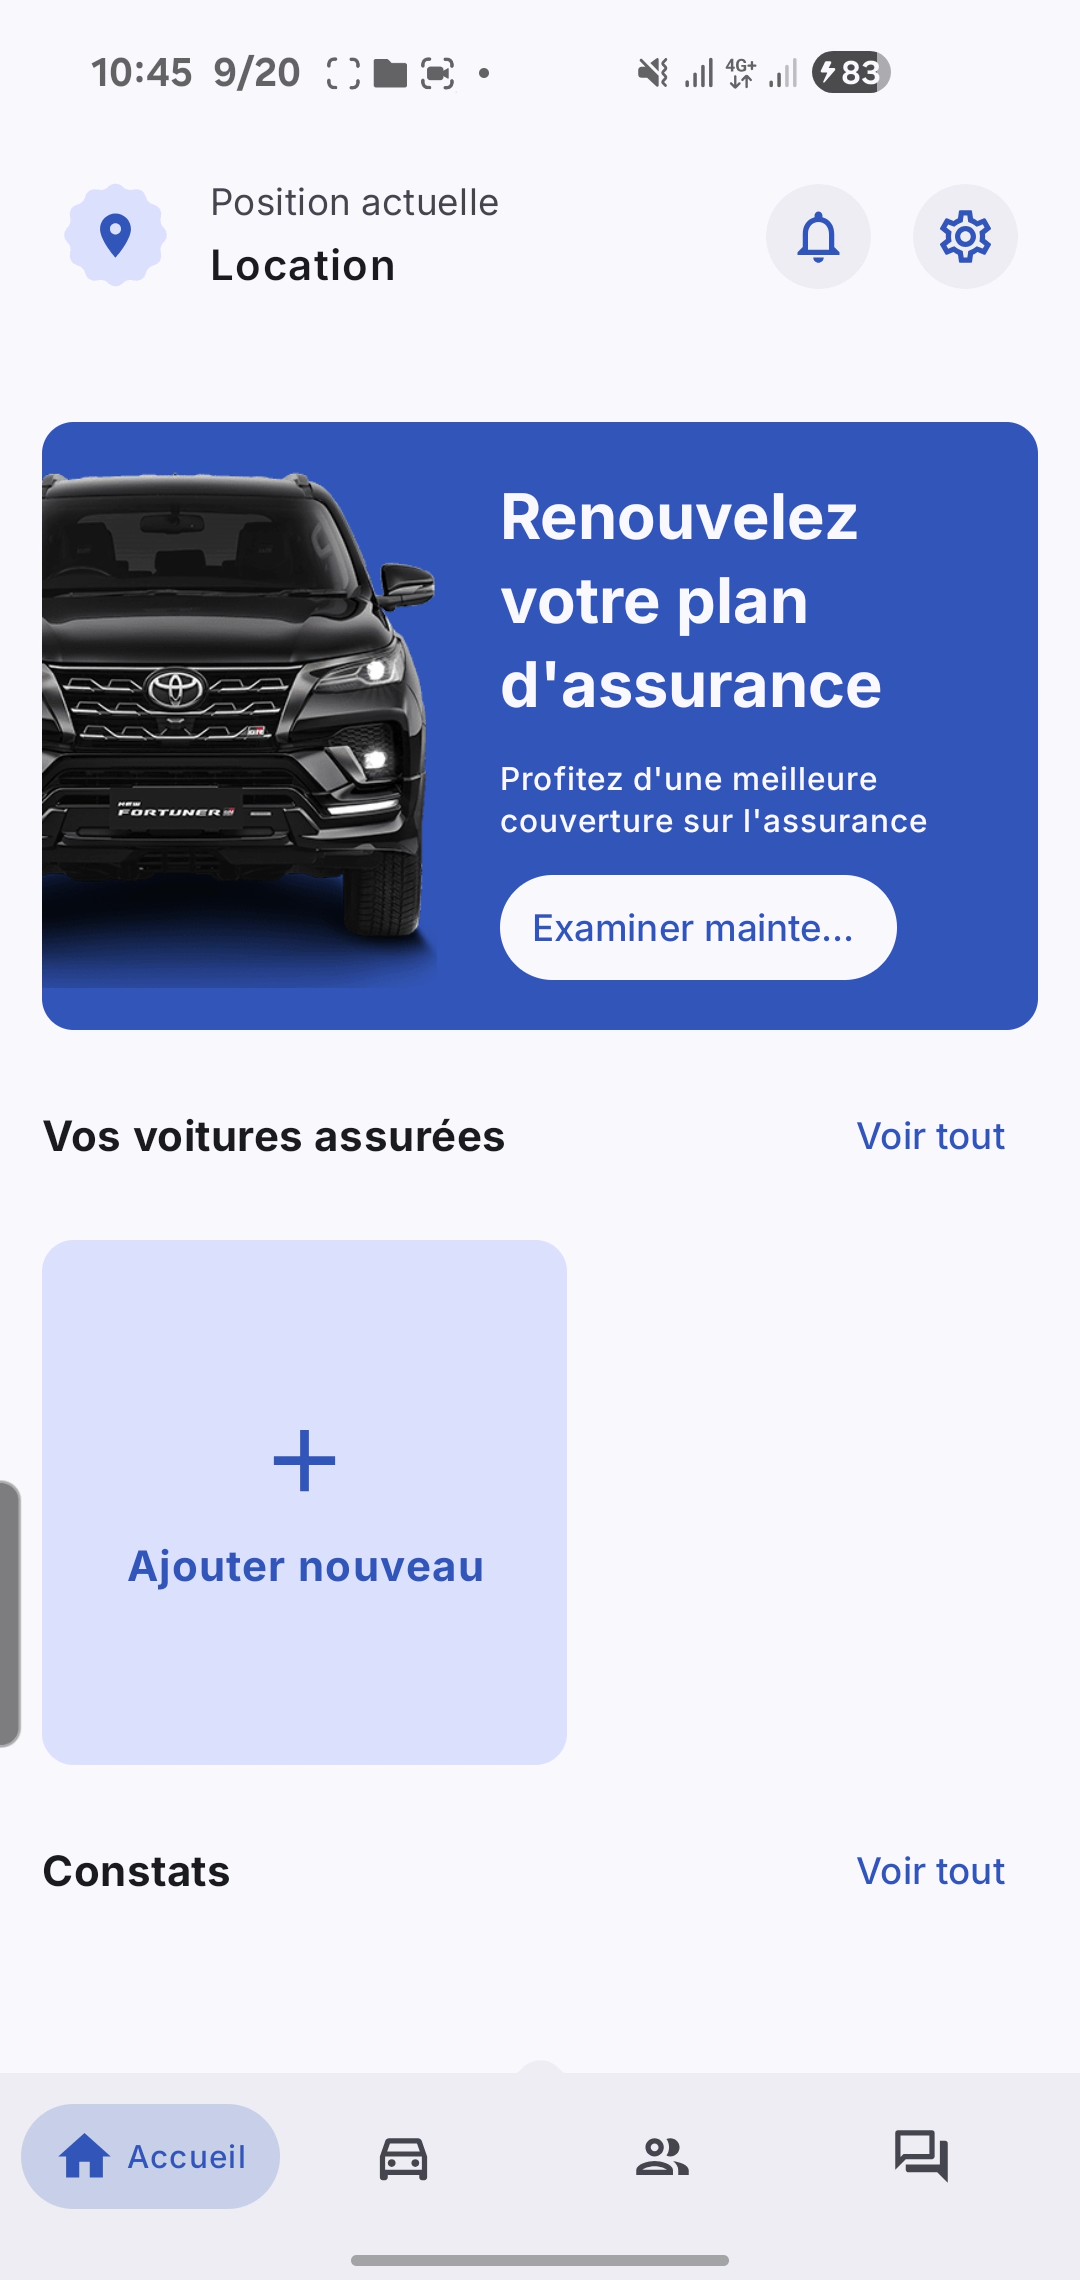 10:45 9/20
4G+
83
Position actuelle
Location
Renouvelez
votre plan
d'assurance
Profitez d'une meilleure
couverture sur l'assurance
Examiner mainte...
NEW
FORTUNER
Vos voitures assurées
Voir tout
Ajouter nouveau
Constats
Voir tout
Accueil